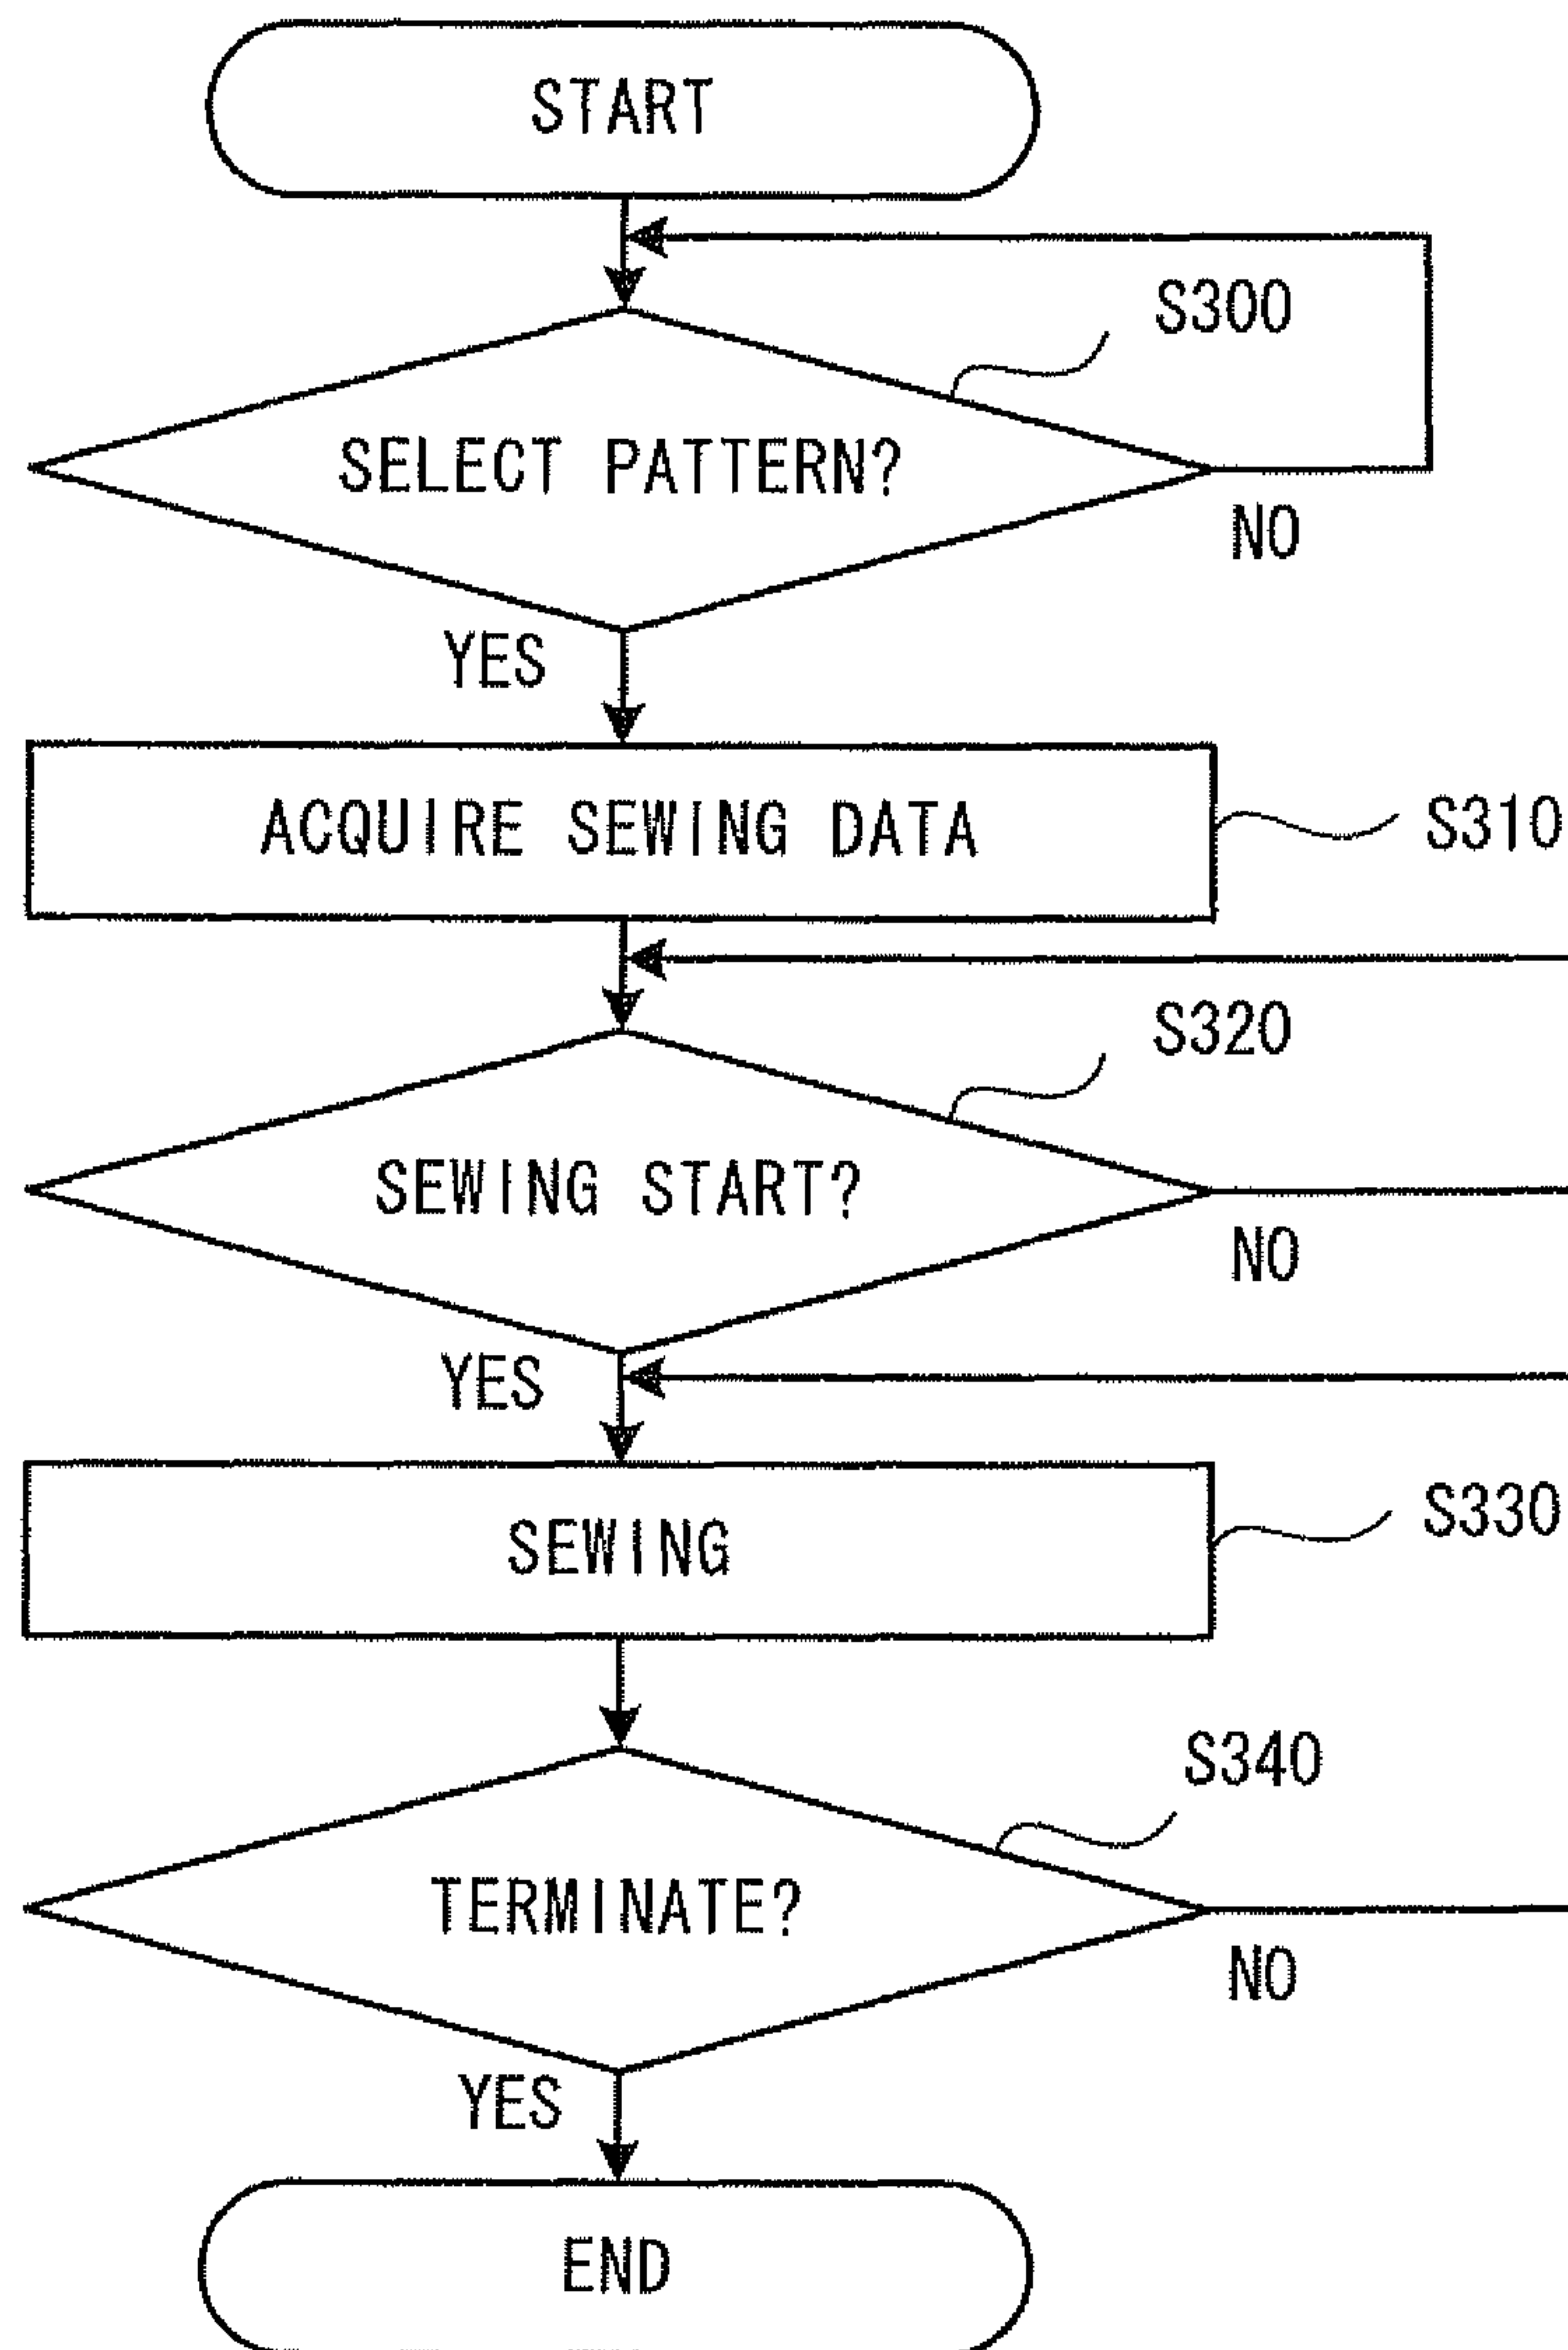 START
S300
SELECT PATTERN?
NO
YES
ACQUIRE SEWING DATA
S310
S320
SEWING START?
NO
YES
SEWING
S330
S340
TERMINATE?
NO
YES
END